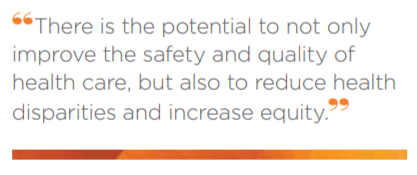 “There is the potential to not only
improve the safety and quality of
health care, but also to reduce health
disparities and increase equity.”